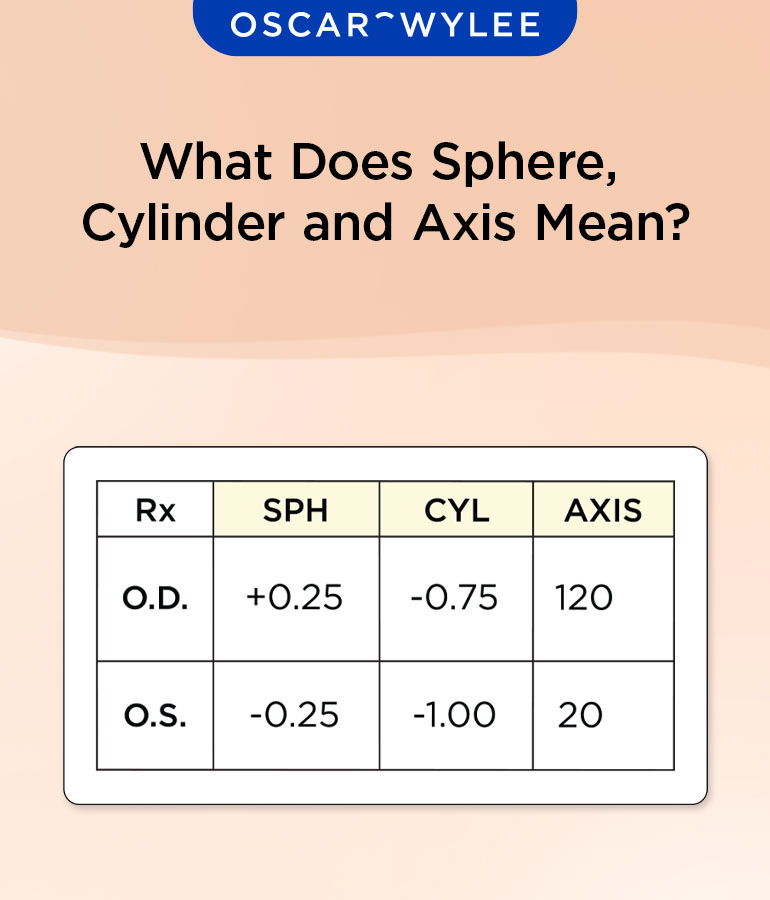 OSCAR WYLEE
What Does Sphere,
Cylinder and Axis Mean?
Rx SPH CYL AXIS
O.D. +0.25 -0.75 120
O.S. -0.25 -1.00 20